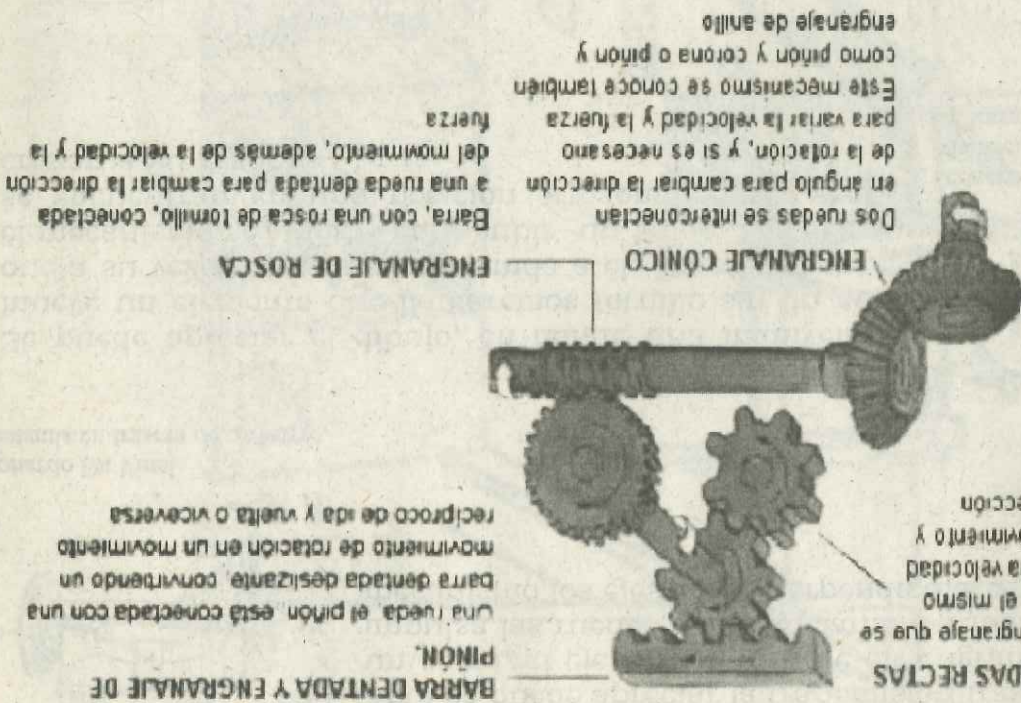 DAS RECTAS
ngranaje que se
el mismo
a velocidad
ovimiento y
ección
BARRA DENTADA Y ENGRANAJE DE
PIÑÓN.
Una rueda, el piñón, está conectada con una
barra dentada deslizante, convirtiendo un
movimiento de rotación en un movimiento
recíproco de ida y vuelta o viceversa
ENGRANAJE CÓNICO
Dos ruedas se interconectan
en ángulo para cambiar la dirección
de la rotación, y si es necesario
para variar la velocidad y la fuerza
Este mecanismo se conoce también
como piñón y corona o piñón y
engranaje de anillo
ENGRANAJE DE ROSCA
Barra, con una rosca de tornillo, conectada
a una rueda dentada para cambiar la dirección
del movimiento, además de la velocidad y la
fuerza